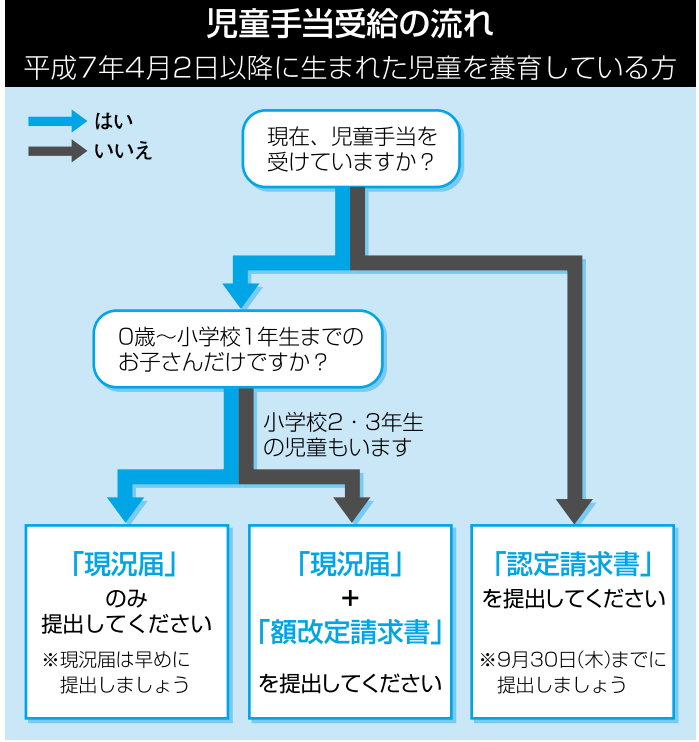 児童手当受給の流れ
平成7年4月2日以降に生まれた児童を養育している方
はい
いいえ
現在、児童手当を
受けていますか？
0歳～小学校1年生までの
お子さんだけですか？
小学校2・3年生
の児童もいます
「現況届」
のみ
提出してください
※現況届は早めに
提出しましょう
「現況届」
+
「額改定請求書」
を提出してください
「認定請求書」
を提出してください
※9月30日(木)までに
提出しましょう